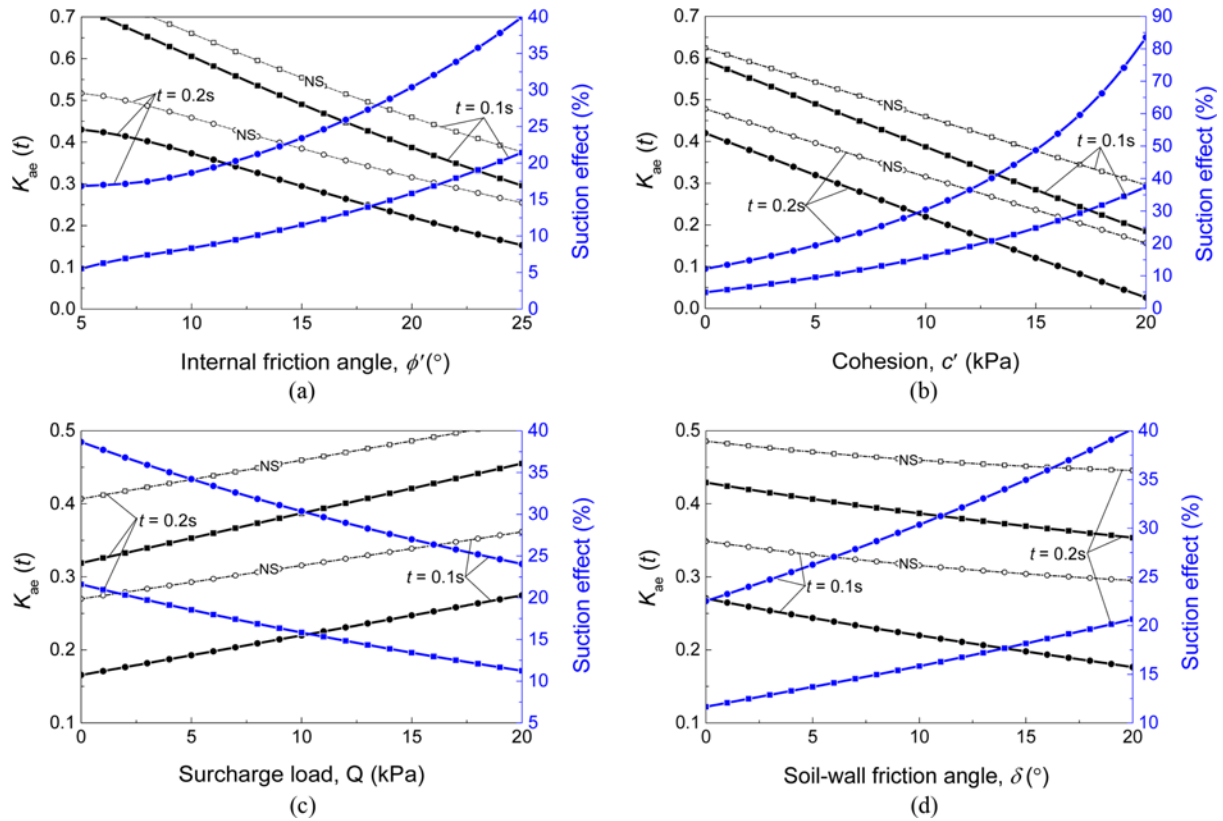 0.7
0.6
0.5
0.4
0.3
0.2
0.1
0.0
K_ae (t)
40
35
30
25
20
15
10
5
0
Suction effect (%)
NS
NS
t = 0.2s
t = 0.1s
5 10 15 20 25
Internal friction angle, ϕ′(°)
(a)
0.7
0.6
0.5
0.4
0.3
0.2
0.1
0.0
K_ae (t)
90
80
70
60
50
40
30
20
10
0
Suction effect (%)
NS
NS
t = 0.1s
t = 0.2s
0 5 10 15 20
Cohesion, c′ (kPa)
(b)
0.5
0.4
0.3
0.2
0.1
K_ae (t)
40
35
30
25
20
15
10
5
Suction effect (%)
NS
t = 0.2s
NS
t = 0.1s
0 5 10 15 20
Surcharge load, Q (kPa)
(c)
0.5
0.4
0.3
0.2
0.1
K_ae (t)
40
35
30
25
20
15
10
Suction effect (%)
NS
t = 0.2s
NS
t = 0.1s
0 5 10 15 20
Soil-wall friction angle, δ(°)
(d)